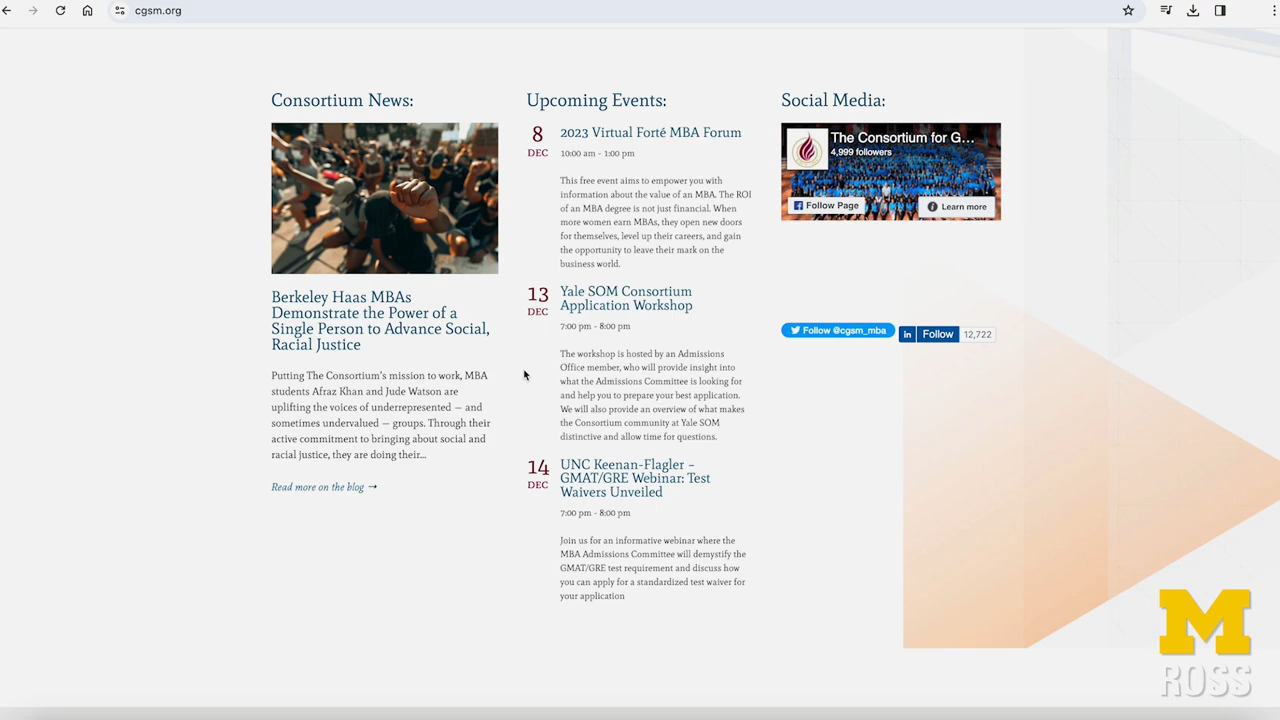 cgsm.org
Consortium News:
Berkeley Haas MBAs
Demonstrate the Power of a
Single Person to Advance Social,
Racial Justice
Putting The Consortium's mission to work, MBA
students Afraz Khan and Jude Watson are
uplifting the voices of underrepresented — and
sometimes undervalued — groups. Through their
active commitment to bringing about social and
racial justice, they are doing their...
Read more on the blog →
Upcoming Events:
8
DEC
2023 Virtual Forté MBA Forum
10:00 am - 1:00 pm
This free event aims to empower you with
information about the value of an MBA. The ROI
of an MBA degree is not just financial. When
more women earn MBAs, they open new doors
for themselves, level up their careers, and gain
the opportunity to leave their mark on the
business world.
13
DEC
Yale SOM Consortium
Application Workshop
7:00 pm - 8:00 pm
The workshop is hosted by an Admissions
Office member, who will provide insight into
what the Admissions Committee is looking for
and help you to prepare your best application.
We will also provide an overview of what makes
the Consortium community at Yale SOM
distinctive and allow time for questions.
14
DEC
UNC Keenan-Flagler –
GMAT/GRE Webinar: Test
Waivers Unveiled
7:00 pm - 8:00 pm
Join us for an informative webinar where the
MBA Admissions Committee will demystify the
GMAT/GRE test requirement and discuss how
you can apply for a standardized test waiver for
your application
Social Media:
The Consortium for G...
4,999 followers
Follow Page
Learn more
Follow @cgsm_mba
in Follow 12,722
M
ROSS